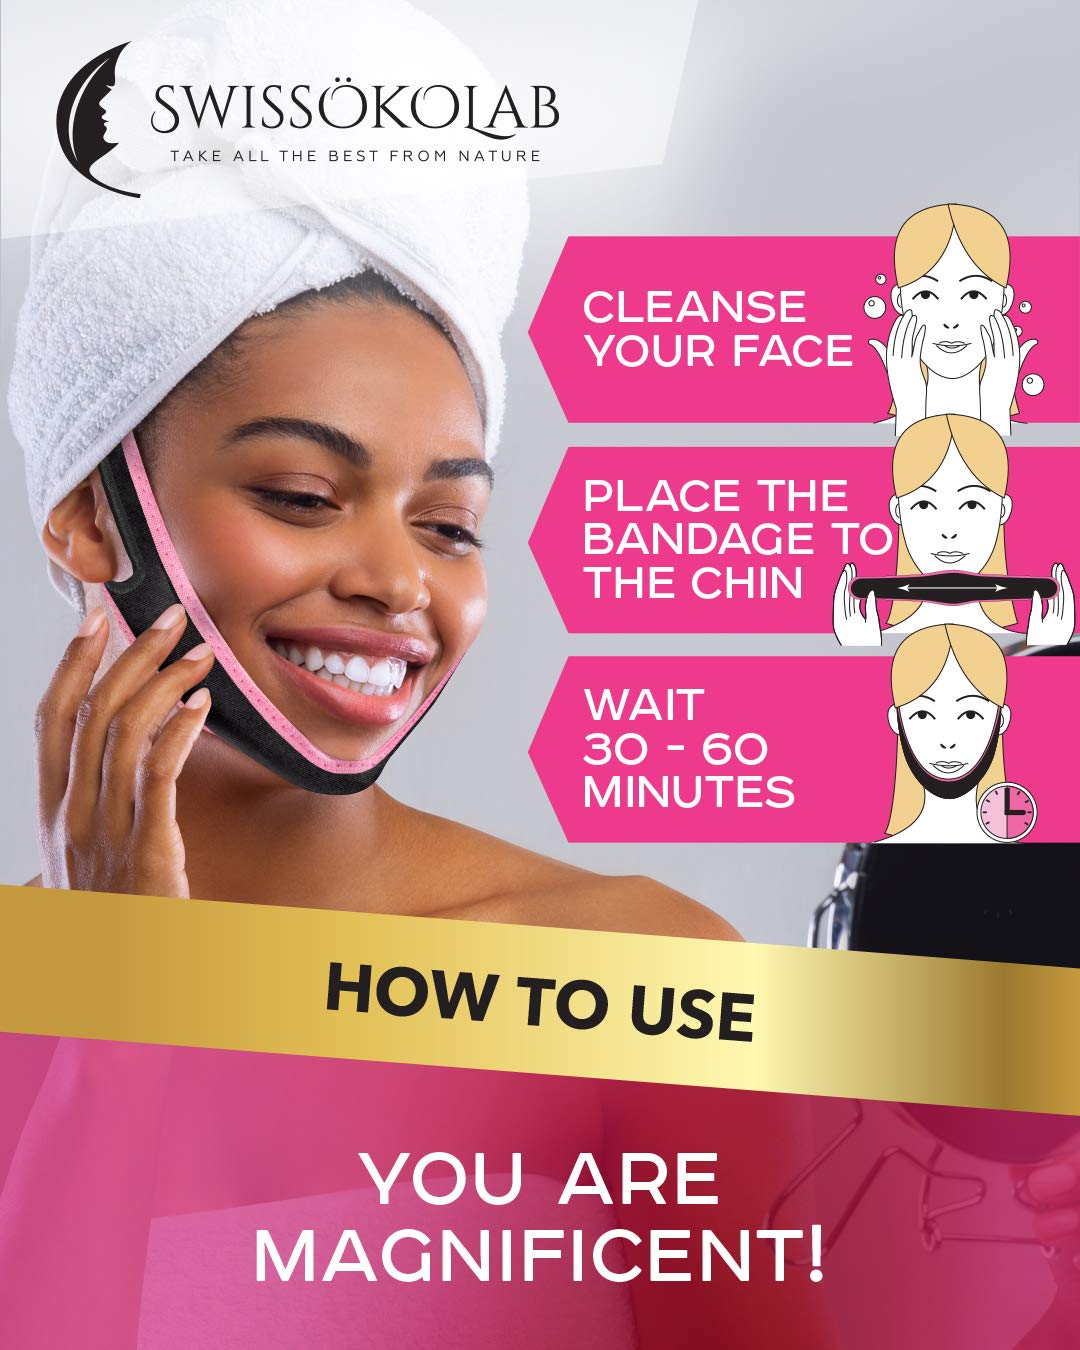 SWISSÖKOLAB
TAKE ALL THE BEST FROM NATURE
CLEANSE
YOUR FACE
PLACE THE
BANDAGE TO
THE CHIN
WAIT
30 - 60
MINUTES
HOW TO USE
YOU ARE
MAGNIFICENT!